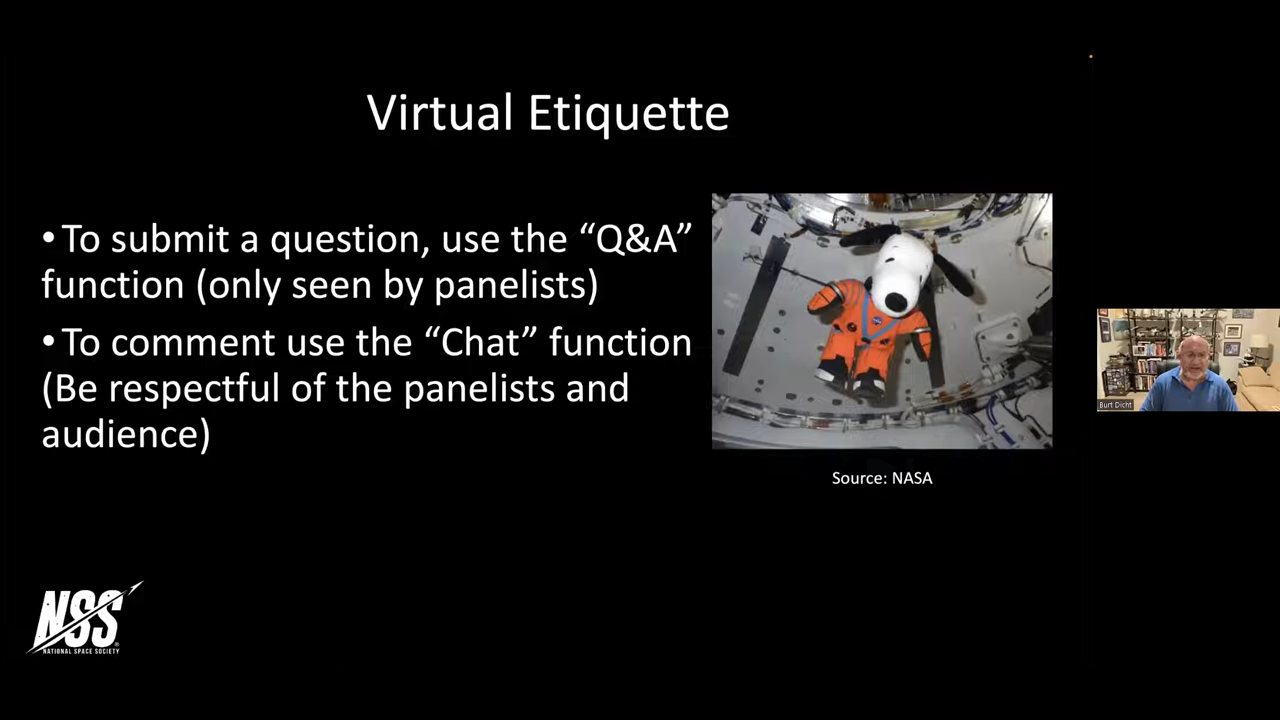 Virtual Etiquette
•To submit a question, use the “Q&A”
function (only seen by panelists)
•To comment use the “Chat” function
(Be respectful of the panelists and
audience)
Source: NASA
Burt Dicht
NSS
NATIONAL SPACE SOCIETY